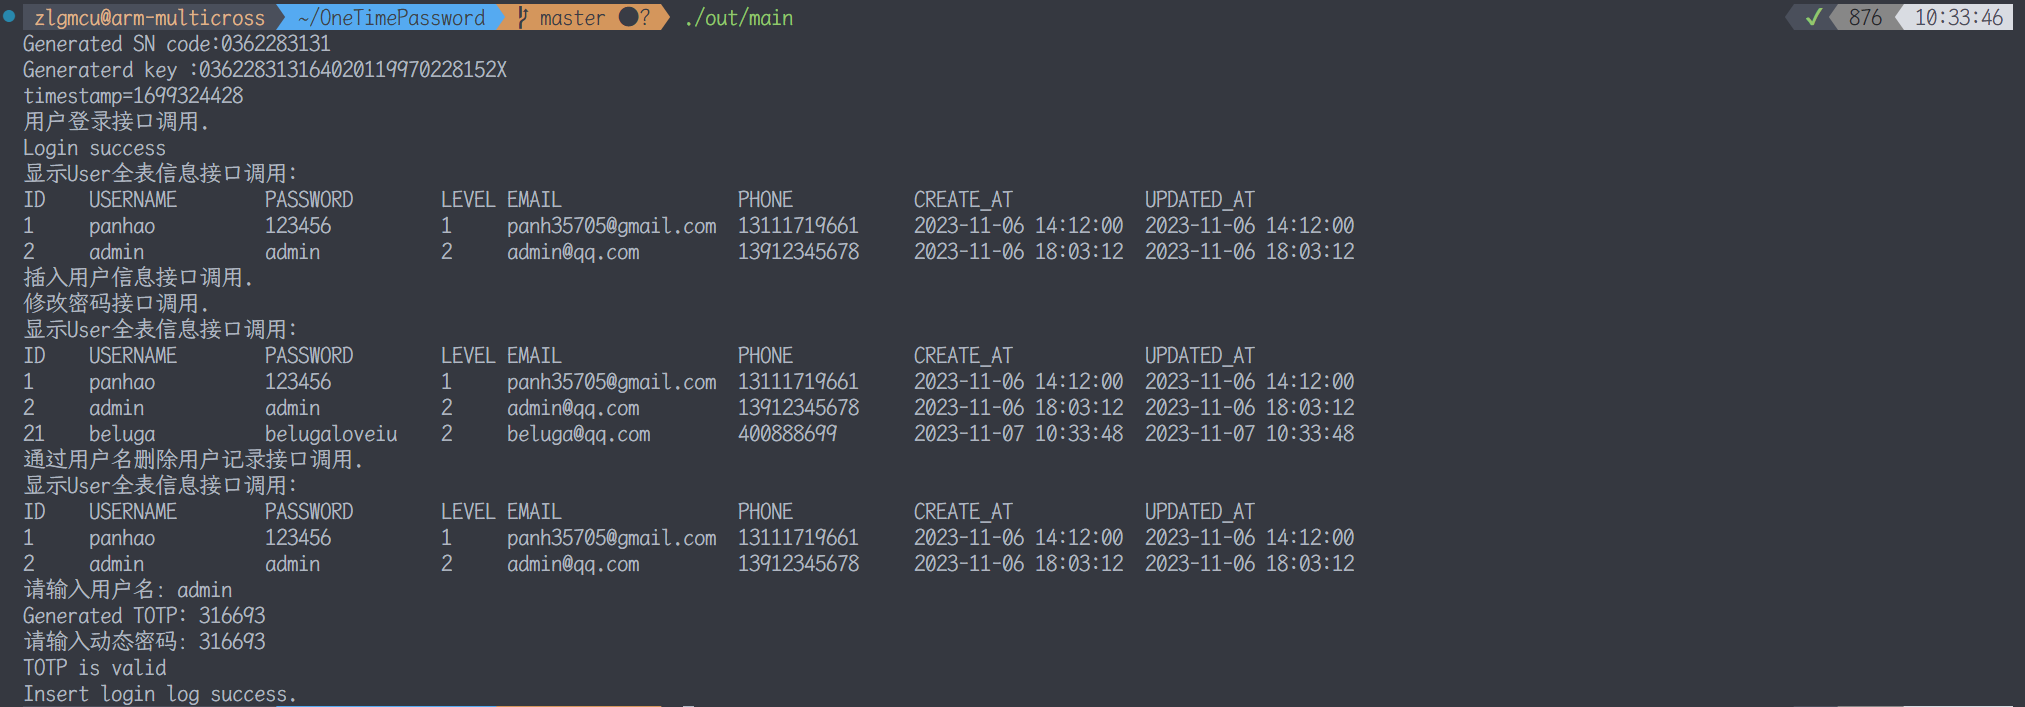 zlgmcu@arm-multicross ~/OneTimePassword master ●? ./out/main ✓ 876 10:33:46
Generated SN code:0362283131
Generaterd key :036228313164020119970228152X
timestamp=1699324428
用户登录接口调用.
Login success
显示User全表信息接口调用:
ID USERNAME PASSWORD LEVEL EMAIL PHONE CREATE_AT UPDATED_AT
1 panhao 123456 1 panh35705@gmail.com 13111719661 2023-11-06 14:12:00 2023-11-06 14:12:00
2 admin admin 2 admin@qq.com 13912345678 2023-11-06 18:03:12 2023-11-06 18:03:12
插入用户信息接口调用.
修改密码接口调用.
显示User全表信息接口调用:
ID USERNAME PASSWORD LEVEL EMAIL PHONE CREATE_AT UPDATED_AT
1 panhao 123456 1 panh35705@gmail.com 13111719661 2023-11-06 14:12:00 2023-11-06 14:12:00
2 admin admin 2 admin@qq.com 13912345678 2023-11-06 18:03:12 2023-11-06 18:03:12
21 beluga belugaloveiu 2 beluga@qq.com 400888699 2023-11-07 10:33:48 2023-11-07 10:33:48
通过用户名删除用户记录接口调用.
显示User全表信息接口调用:
ID USERNAME PASSWORD LEVEL EMAIL PHONE CREATE_AT UPDATED_AT
1 panhao 123456 1 panh35705@gmail.com 13111719661 2023-11-06 14:12:00 2023-11-06 14:12:00
2 admin admin 2 admin@qq.com 13912345678 2023-11-06 18:03:12 2023-11-06 18:03:12
请输入用户名: admin
Generated TOTP: 316693
请输入动态密码: 316693
TOTP is valid
Insert login log success.